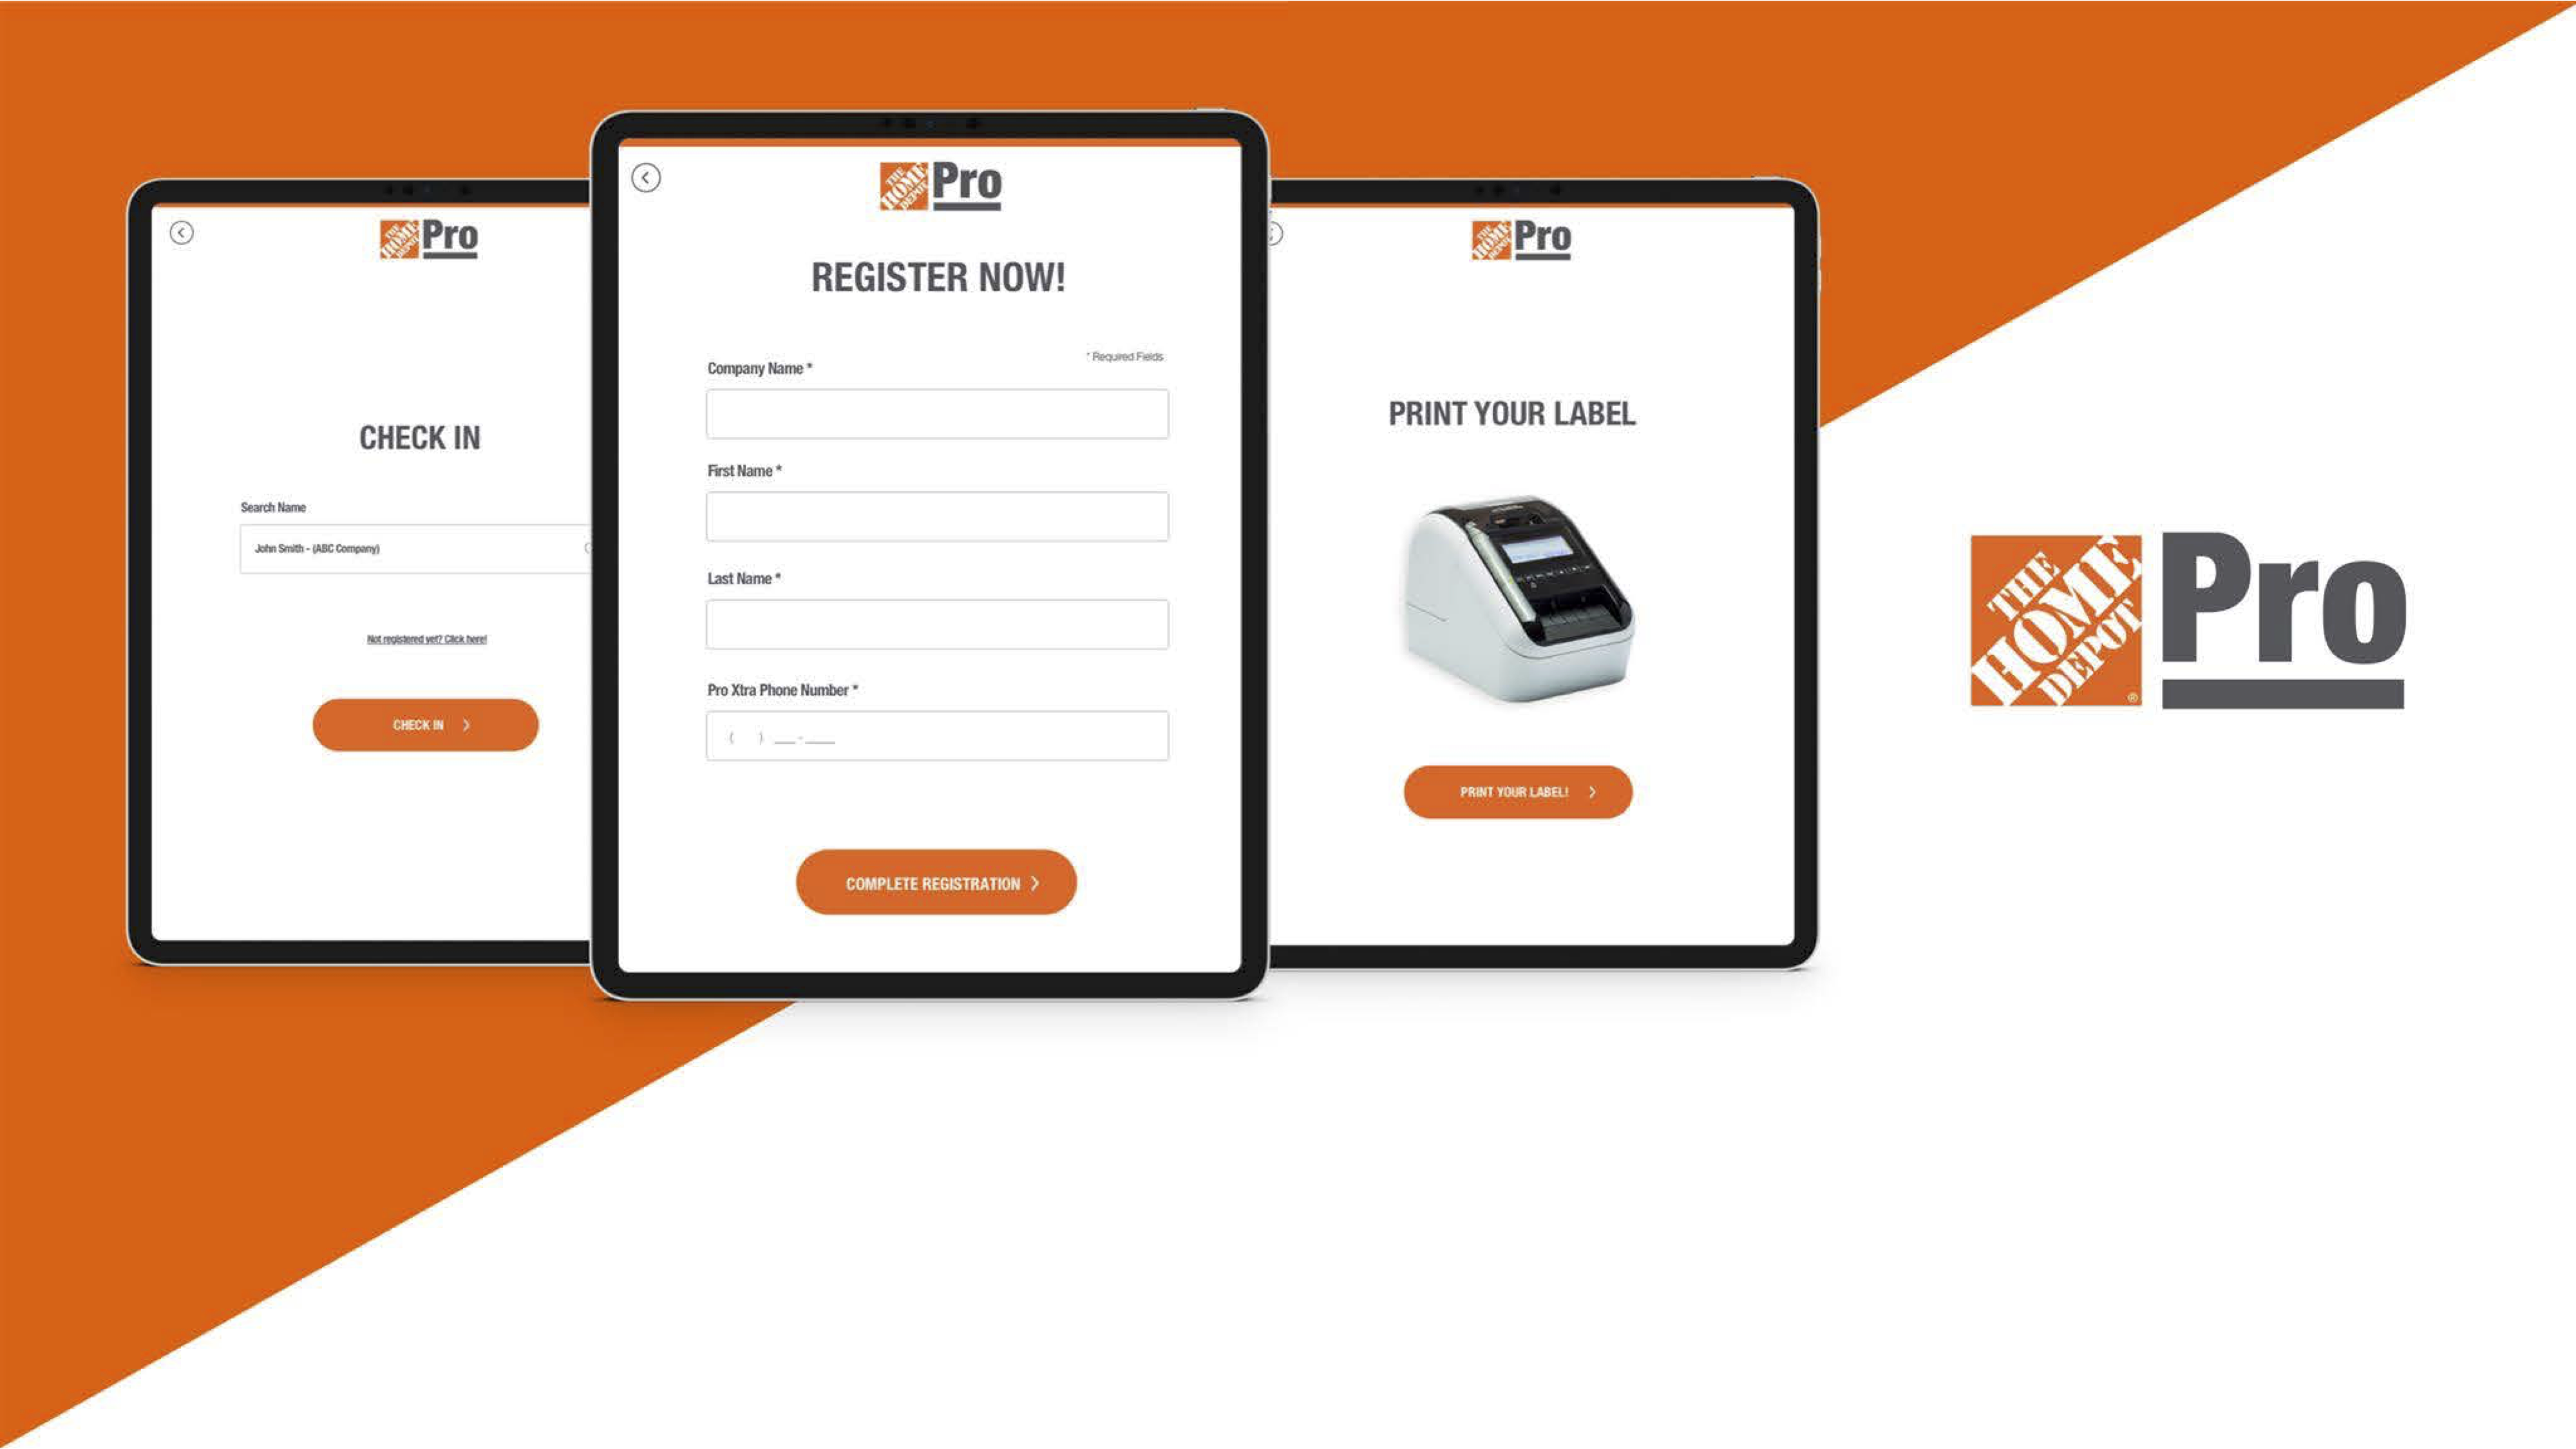 THE
HOME
DEPOT
Pro
CHECK IN
Search Name
John Smith - (ABC Company)
Not registered yet? Click here!
CHECK IN
THE
HOME
DEPOT
Pro
REGISTER NOW!
* Required Fields
Company Name *
First Name *
Last Name *
Pro Xtra Phone Number *
(   ) __-__
COMPLETE REGISTRATION
THE
HOME
DEPOT
Pro
PRINT YOUR LABEL
PRINT YOUR LABEL!
THE
HOME
DEPOT
®
Pro